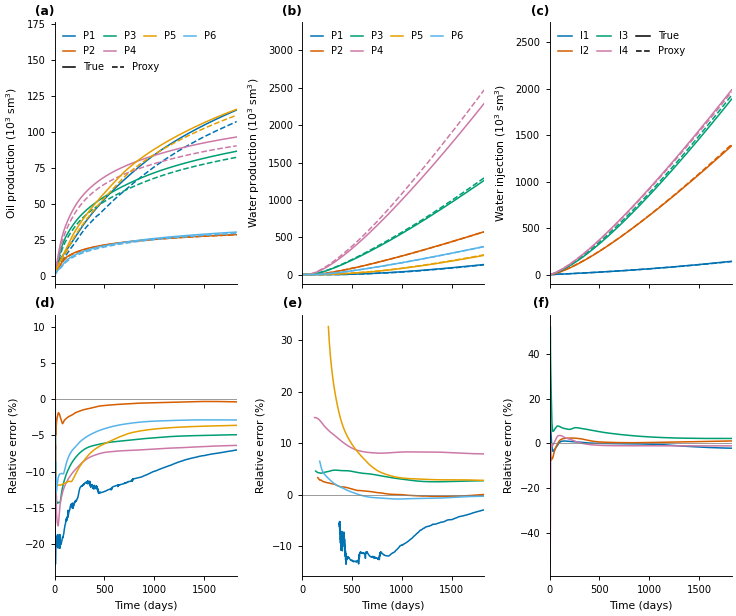 (a)
P1 P3 P5 P6
P2 P4
True Proxy
175
150
125
100
75
50
25
0
Oil production (10³ sm³)
(b)
P1 P3 P5 P6
P2 P4
3000
2500
2000
1500
1000
500
0
Water production (10³ sm³)
(c)
I1 I3 True
I2 I4 Proxy
2500
2000
1500
1000
500
0
Water injection (10³ sm³)
(d)
10
5
0
−5
−10
−15
−20
Relative error (%)
0 500 1000 1500
Time (days)
(e)
30
20
10
0
−10
Relative error (%)
0 500 1000 1500
Time (days)
(f)
40
20
0
−20
−40
Relative error (%)
0 500 1000 1500
Time (days)